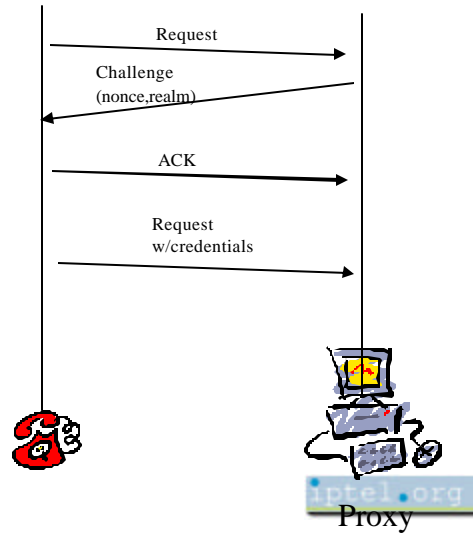 Request
Challenge
(nonce,realm)
ACK
Request
w/credentials
iptel.org
Proxy